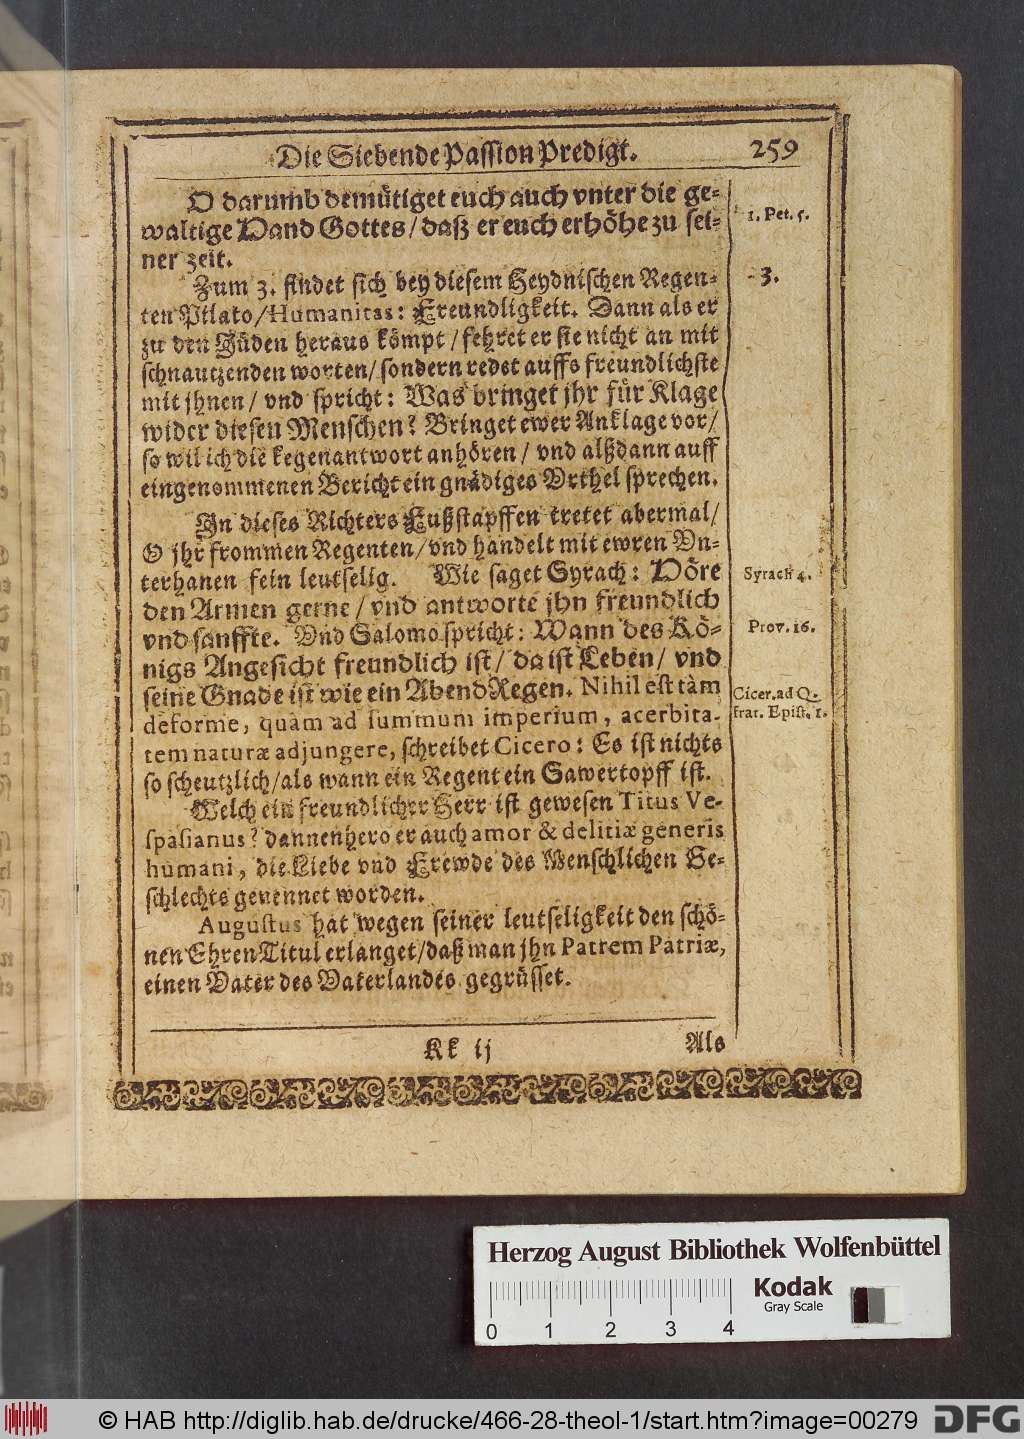 Die Siebende Passion Predigt. 259
O darumb demütiget euch auch vnter die ge-
waltige Hand Gottes / daß er euch erhöhe zu sei-
ner zeit.
1. Pet. 5.
Zum 3. findet sich bey diesem Heydnischen Regen-
ten Pilato / Humanitas: Freundligkeit. Dann als er
zu den Jüden heraus kömpt / fehret er sie nicht an mit
schnautzenden worten / sondern redet auffs freundlichste
mit jhnen / vnd spricht: Was bringet jhr für Klage
wider diesen Menschen? Bringet ewer Anklage vor /
so wil ich die kegenantwort anhören / vnd alßdann auff
eingenommenen Bericht ein gnädiges Vrthel sprechen.
3.
In dieses Richters Fußstapffen tretet abermal /
O jhr frommen Regenten / vnd handelt mit ewren Vn-
terhanen fein leutselig. Wie saget Syrach: Höre
den Armen gerne / vnd antworte jhn freundlich
vnd sanffte. Vnd Salomo spricht: Wann des Kö-
nigs Angesicht freundlich ist / da ist Leben / vnd
seine Gnade ist wie ein AbendRegen. Nihil est tàm
deforme, quàm ad summum imperium, acerbita-
tem naturæ adjungere, schreibet Cicero: Es ist nichts
so scheutzlich / als wann ein Regent ein Sawertopff ist.
Syrach 4.
Prov. 16.
Cicer. ad Q.
frat. Epist. 1.
Welch ein freundlicher Herr ist gewesen Titus Ve-
spasianus? dannenhero er auch amor & delitiæ generis
humani, die Liebe vnd Frewde des Menschlichen Ge-
schlechts genennet worden.
Augustus hat wegen seiner leutseligkeit den schö-
nen Ehren Titul erlanget / daß man jhn Patrem Patriæ,
einen Vater des Vaterlandes gegrüsset.
Kk ij Als
Herzog August Bibliothek Wolfenbüttel
Kodak
Gray Scale
0 1 2 3 4
© HAB http://diglib.hab.de/drucke/466-28-theol-1/start.htm?image=00279 DFG